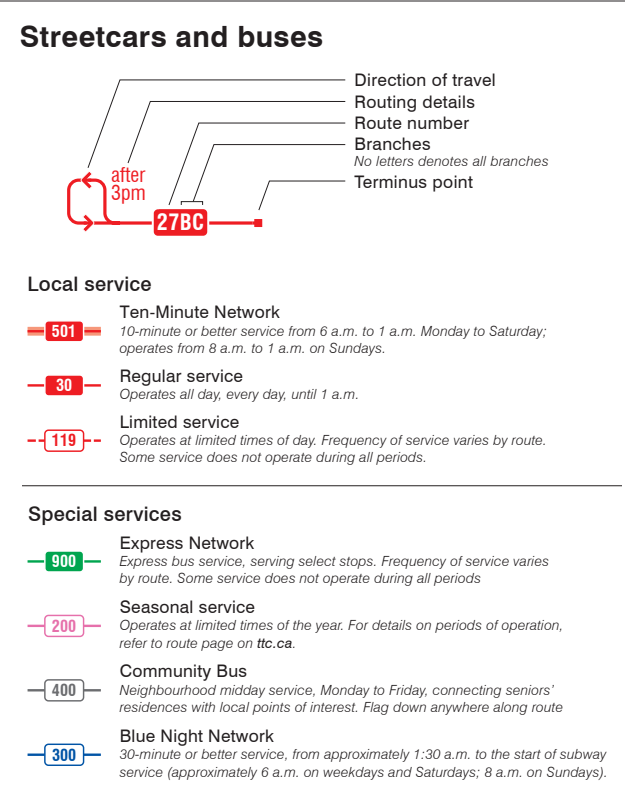 Streetcars and buses
Direction of travel
Routing details
Route number
Branches
No letters denotes all branches
Terminus point
after
3pm
27BC
Local service
Ten-Minute Network
501
10-minute or better service from 6 a.m. to 1 a.m. Monday to Saturday;
operates from 8 a.m. to 1 a.m. on Sundays.
Regular service
30
Operates all day, every day, until 1 a.m.
Limited service
119
Operates at limited times of day. Frequency of service varies by route.
Some service does not operate during all periods.
Special services
Express Network
900
Express bus service, serving select stops. Frequency of service varies
by route. Some service does not operate during all periods
Seasonal service
200
Operates at limited times of the year. For details on periods of operation,
refer to route page on ttc.ca.
Community Bus
400
Neighbourhood midday service, Monday to Friday, connecting seniors’
residences with local points of interest. Flag down anywhere along route
Blue Night Network
300
30-minute or better service, from approximately 1:30 a.m. to the start of subway
service (approximately 6 a.m. on weekdays and Saturdays; 8 a.m. on Sundays).